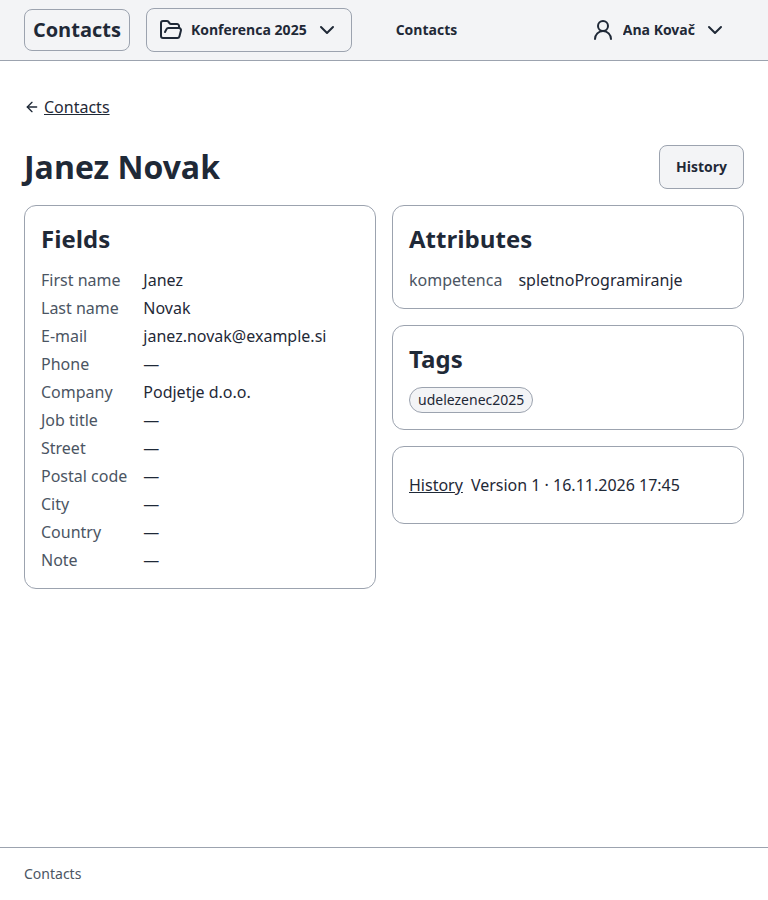 Contacts Konferenca 2025 Contacts Ana Kovač
Contacts
Janez Novak
History
Fields
First name Janez
Last name Novak
E-mail janez.novak@example.si
Phone —
Company Podjetje d.o.o.
Job title —
Street —
Postal code —
City —
Country —
Note —
Attributes
kompetenca spletnoProgramiranje
Tags
udelezenec2025
History Version 1 · 16.11.2026 17:45
Contacts